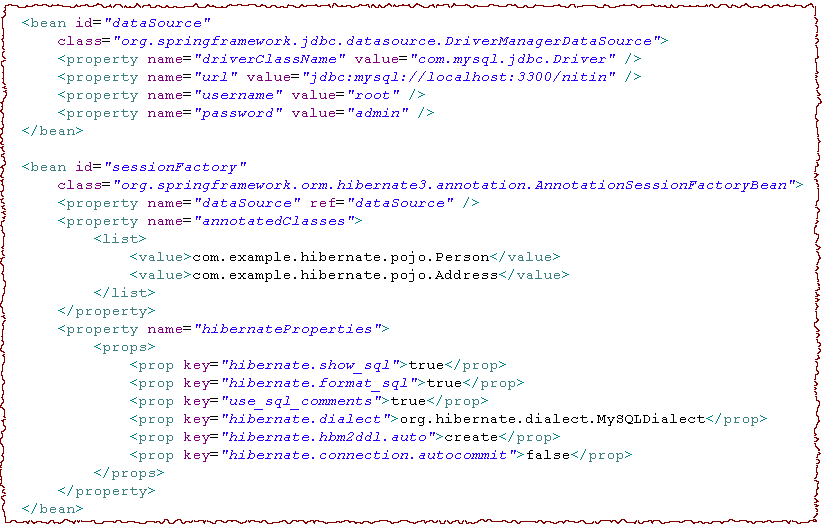 <bean id="dataSource"
    class="org.springframework.jdbc.datasource.DriverManagerDataSource">
    <property name="driverClassName" value="com.mysql.jdbc.Driver" />
    <property name="url" value="jdbc:mysql://localhost:3300/nitin" />
    <property name="username" value="root" />
    <property name="password" value="admin" />
</bean>
<bean id="sessionFactory"
    class="org.springframework.orm.hibernate3.annotation.AnnotationSessionFactoryBean">
    <property name="dataSource" ref="dataSource" />
    <property name="annotatedClasses">
        <list>
            <value>com.example.hibernate.pojo.Person</value>
            <value>com.example.hibernate.pojo.Address</value>
        </list>
    </property>
    <property name="hibernateProperties">
        <props>
            <prop key="hibernate.show_sql">true</prop>
            <prop key="hibernate.format_sql">true</prop>
            <prop key="use_sql_comments">true</prop>
            <prop key="hibernate.dialect">org.hibernate.dialect.MySQLDialect</prop>
            <prop key="hibernate.hbm2ddl.auto">create</prop>
            <prop key="hibernate.connection.autocommit">false</prop>
        </props>
    </property>
</bean>